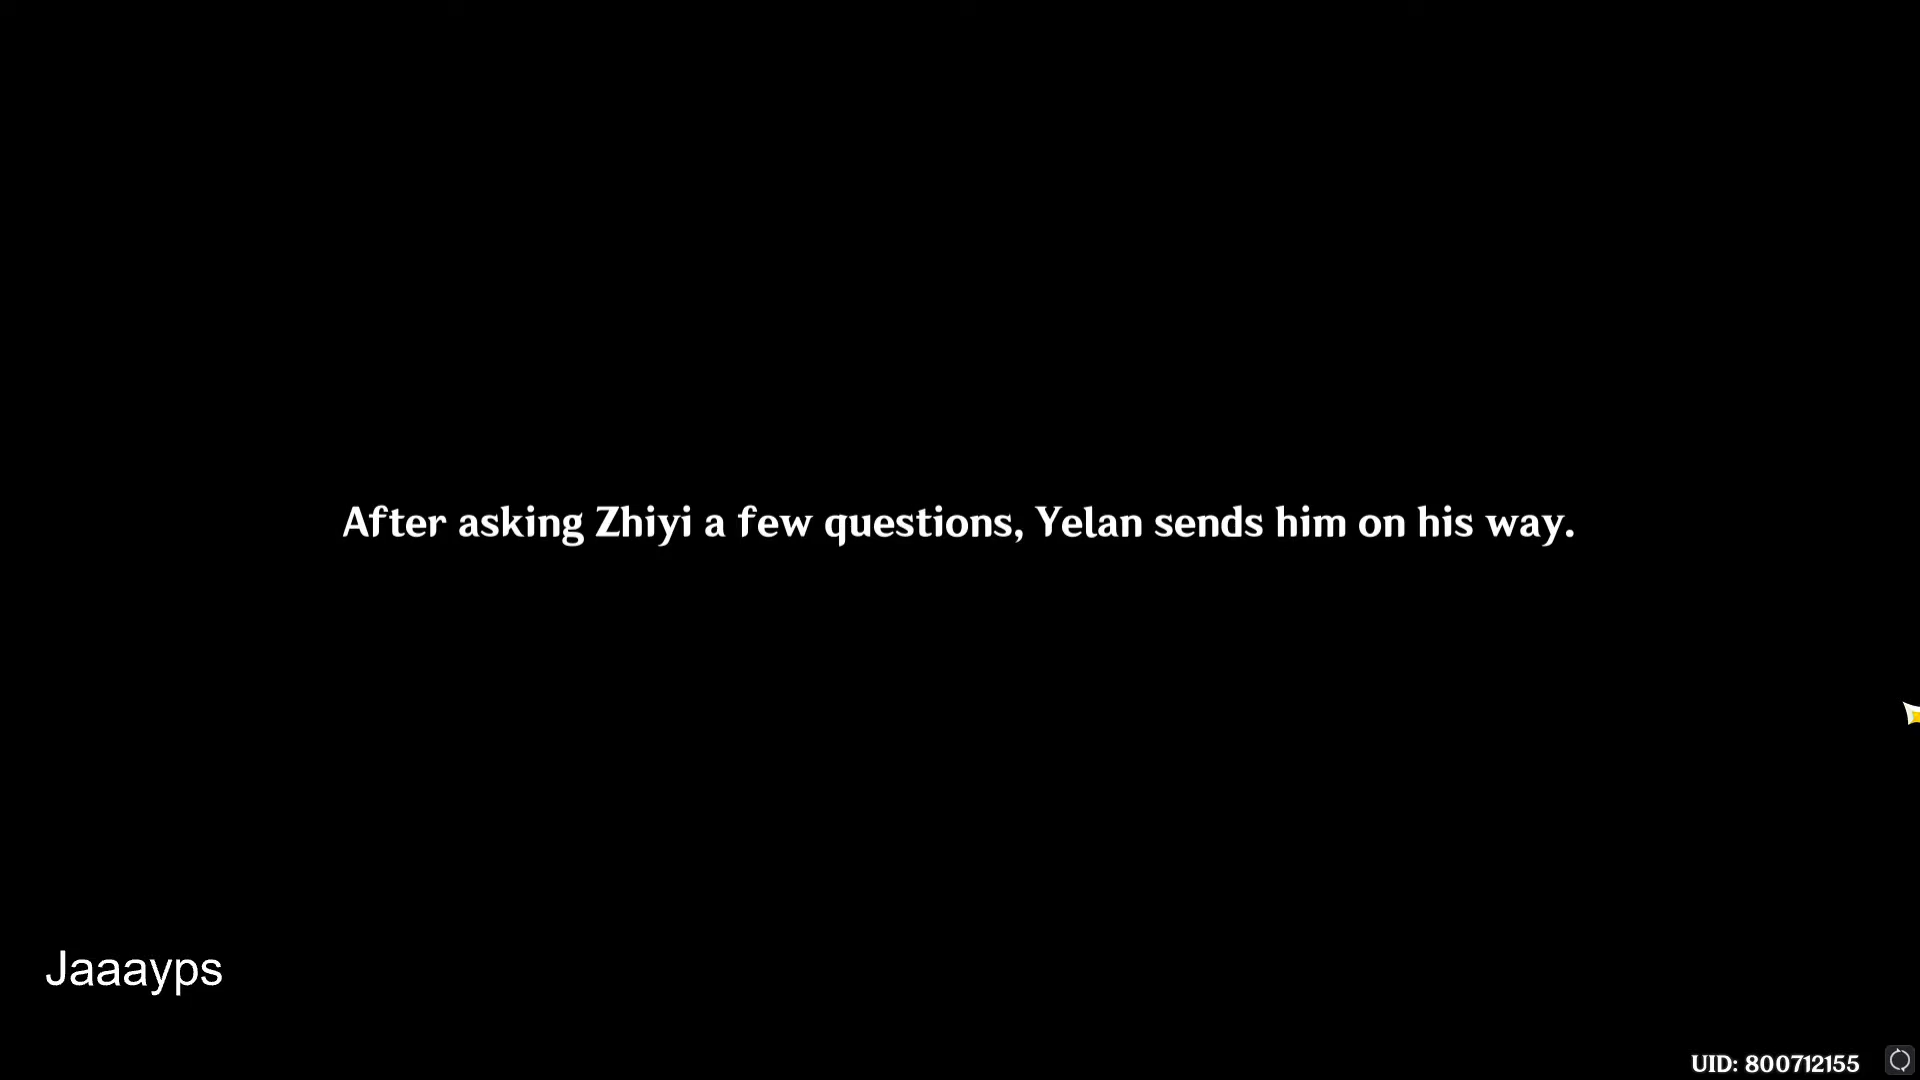 After asking Zhiyi a few questions, Yelan sends him on his way.
Jaaayps
UID: 800712155